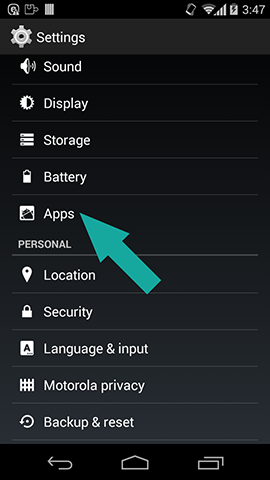 3:47
Settings
Sound
Display
Storage
Battery
Apps
PERSONAL
Location
Security
Language & input
Motorola privacy
Backup & reset